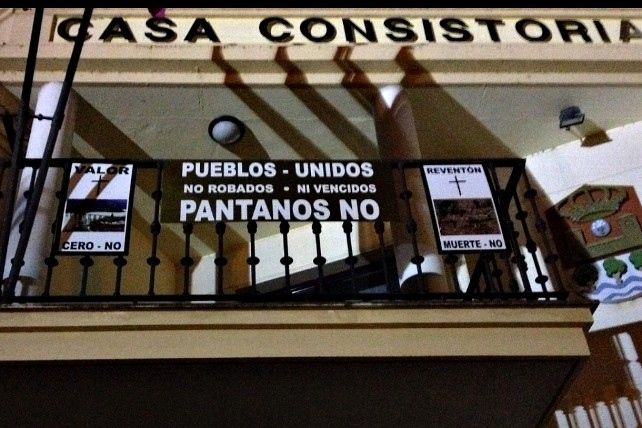 CASA CONSISTORIA
VALOR
CERO - NO
PUEBLOS - UNIDOS
NO ROBADOS • NI VENCIDOS
PANTANOS NO
REVENTÓN
MUERTE - NO